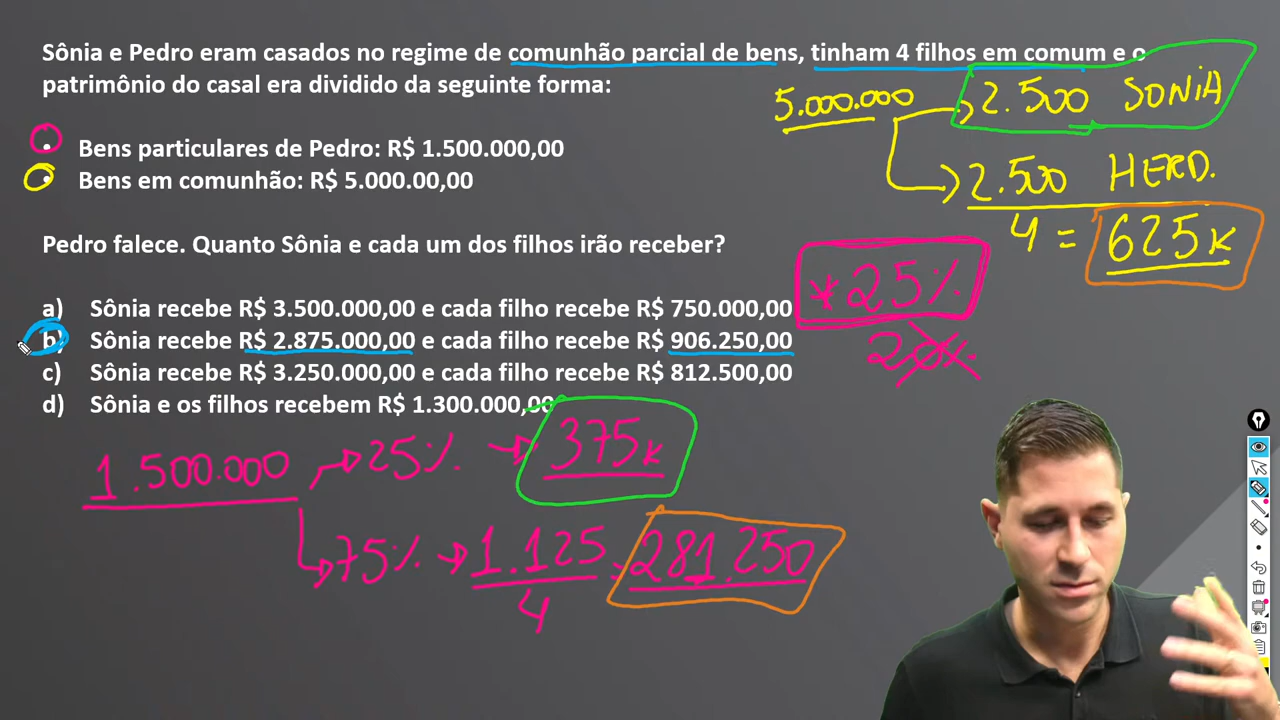 Sônia e Pedro eram casados no regime de comunhão parcial de bens, tinham 4 filhos em comum e o
patrimônio do casal era dividido da seguinte forma:
5.000.000 → 2.500 SONIA
• Bens particulares de Pedro: R$ 1.500.000,00
• Bens em comunhão: R$ 5.000.00,00
→ 2.500 HERD.
4 = 625k
Pedro falece. Quanto Sônia e cada um dos filhos irão receber?
* 25%
20%
a) Sônia recebe R$ 3.500.000,00 e cada filho recebe R$ 750.000,00
b) Sônia recebe R$ 2.875.000,00 e cada filho recebe R$ 906.250,00
c) Sônia recebe R$ 3.250.000,00 e cada filho recebe R$ 812.500,00
d) Sônia e os filhos recebem R$ 1.300.000,00
1.500.000 → 25% → 375k
→ 75% → 1.125 = 281.250
4